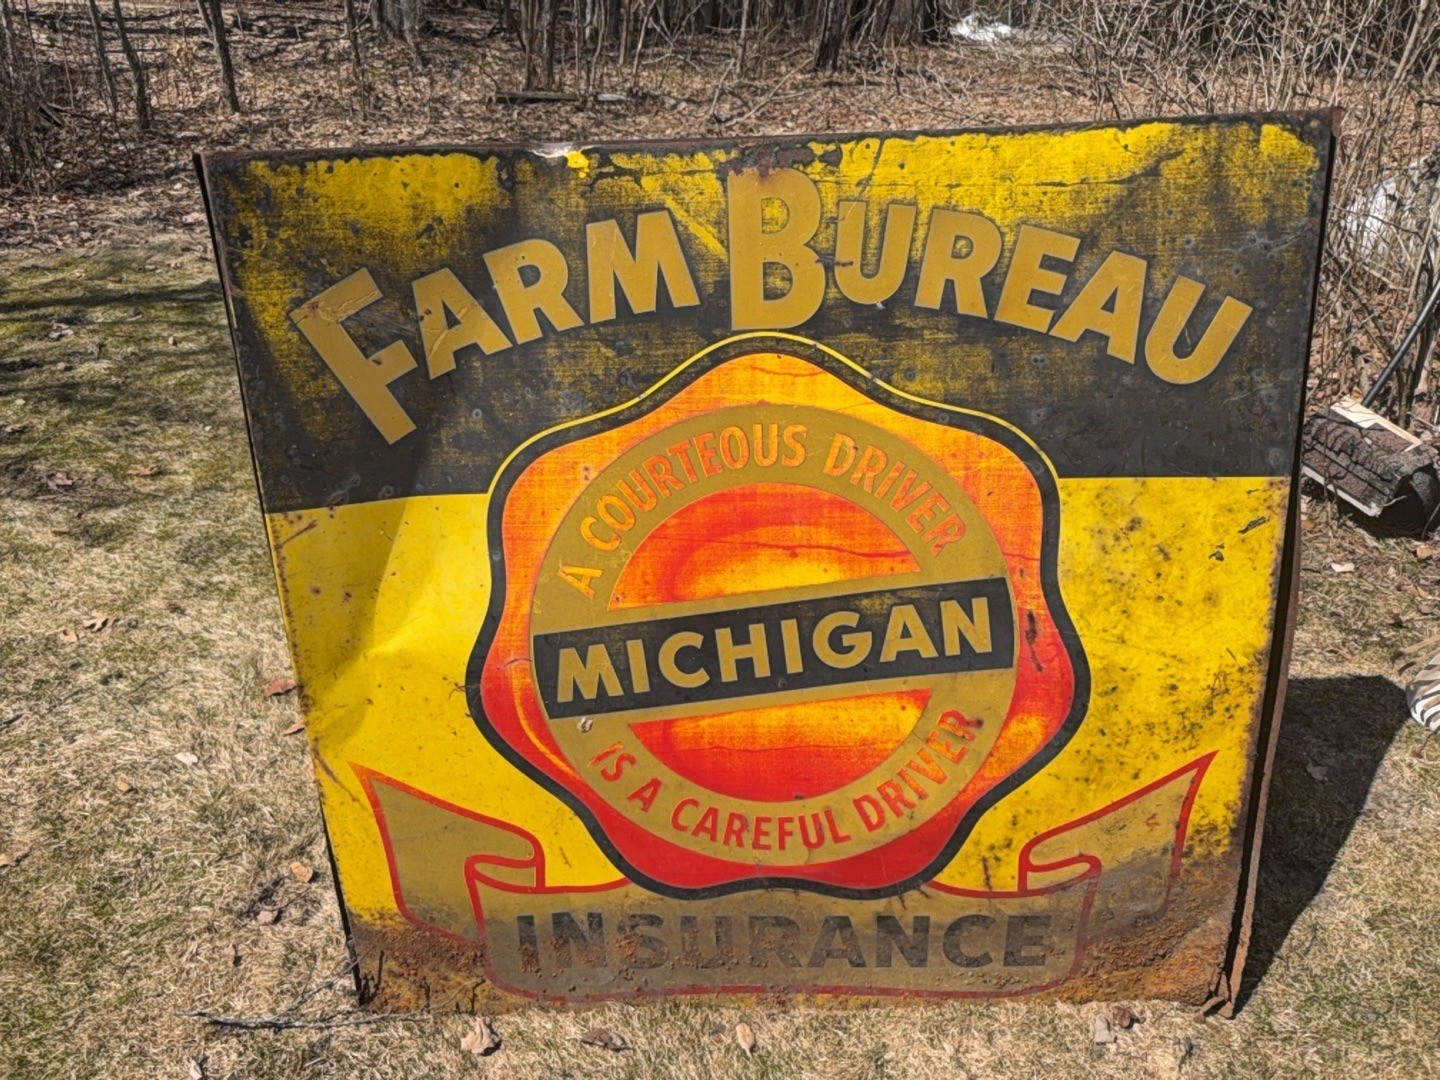 FARM BUREAU
A COURTEOUS DRIVER
MICHIGAN
IS A CAREFUL DRIVER
INSURANCE